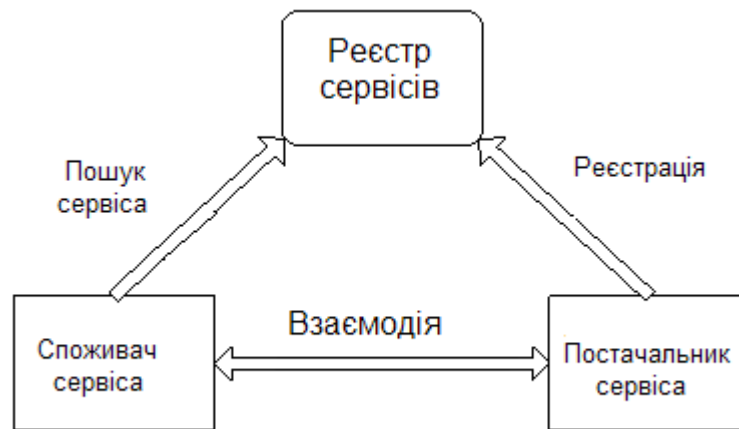 Реєстр
сервісів
Пошук
сервіса
Реєстрація
Взаємодія
Споживач
сервіса
Постачальник
сервіса